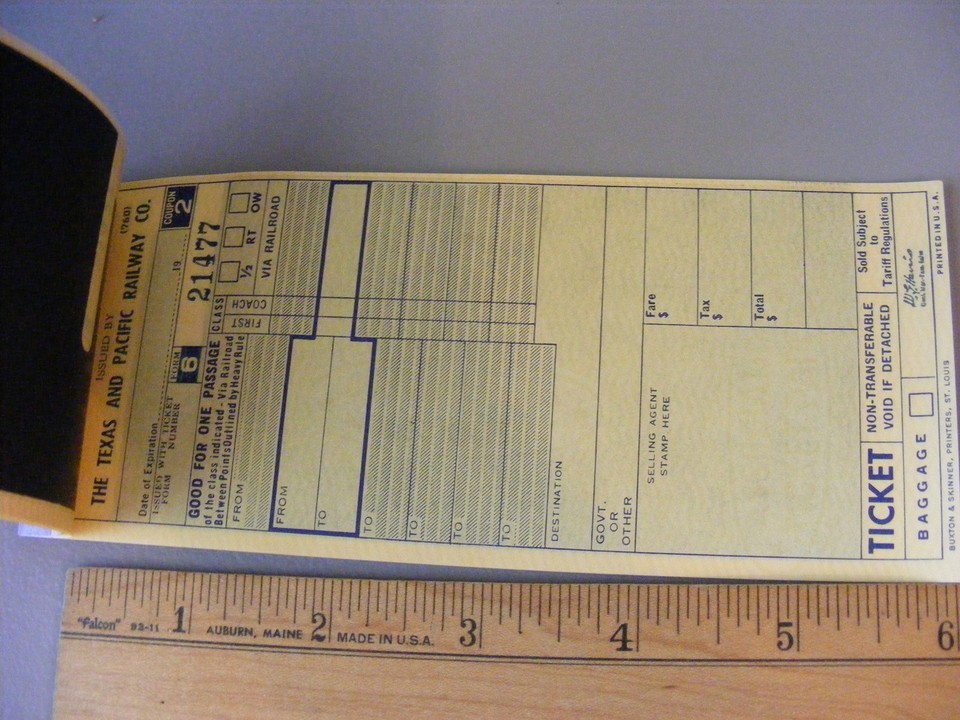 ISSUED BY (760)
THE TEXAS AND PACIFIC RAILWAY CO.
Date of Expiration 19
COUPON
2
ISSUED WITH TICKET
FORM WITH TICKET
NUMBER
FORM
6
21477
GOOD FOR ONE PASSAGE
of the class indicated - Via Railroad
Between Points Outlined by Heavy Rule
CLASS
½ RT OW
FROM
FIRST
COACH
VIA RAILROAD
FROM
TO
TO
TO
TO
TO
DESTINATION
GOVT.
OR
OTHER
SELLING AGENT
STAMP HERE
Fare
$
Tax
$
Total
$
TICKET
NON-TRANSFERABLE
VOID IF DETACHED
Sold Subject
to
Tariff Regulations
BAGGAGE
BUXTON & SKINNER, PRINTERS, ST. LOUIS
PRINTED IN U.S.A.
"Falcon" 93-11
AUBURN, MAINE
MADE IN U.S.A.
1 2 3 4 5 6